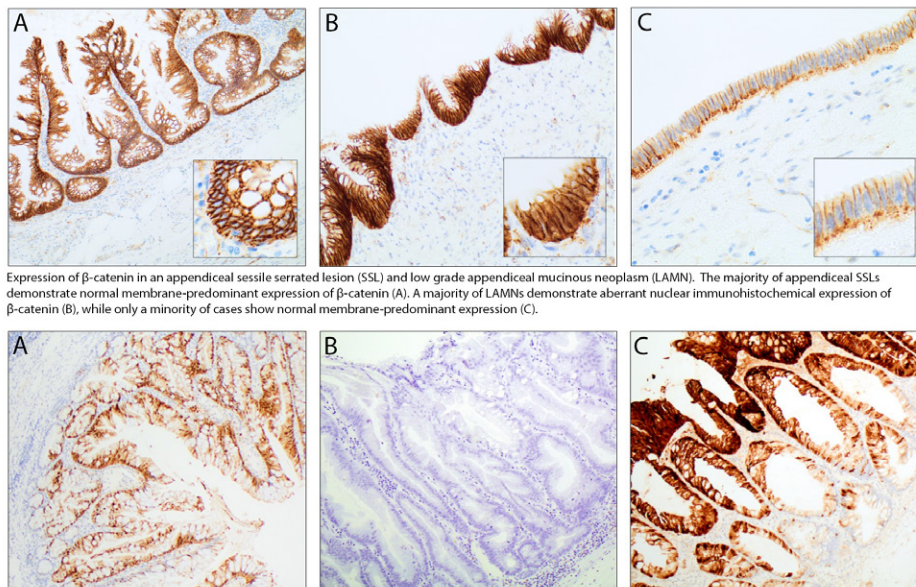 A
B
C
Expression of β-catenin in an appendiceal sessile serrated lesion (SSL) and low grade appendiceal mucinous neoplasm (LAMN). The majority of appendiceal SSLs
demonstrate normal membrane-predominant expression of β-catenin (A). A majority of LAMNs demonstrate aberrant nuclear immunohistochemical expression of
β-catenin (B), while only a minority of cases show normal membrane-predominant expression (C).
A
B
C